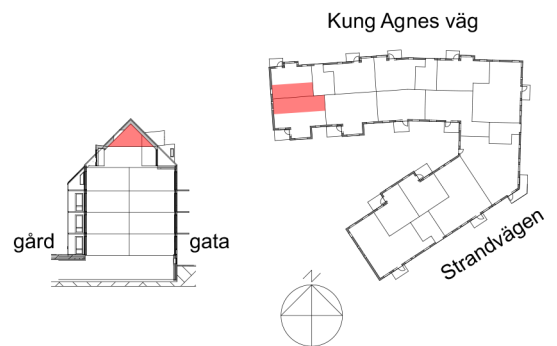 Kung Agnes väg
gård
gata
Strandvägen
N